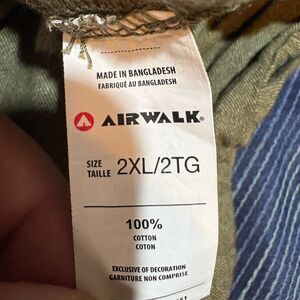 MADE IN BANGLADESH
FABRIQUÉ AU BANGLADESH
AIRWALK®
SIZE
TAILLE 2XL/2TG
100%
COTTON
COTON
EXCLUSIVE OF DECORATION
GARNITURE NON COMPRISE